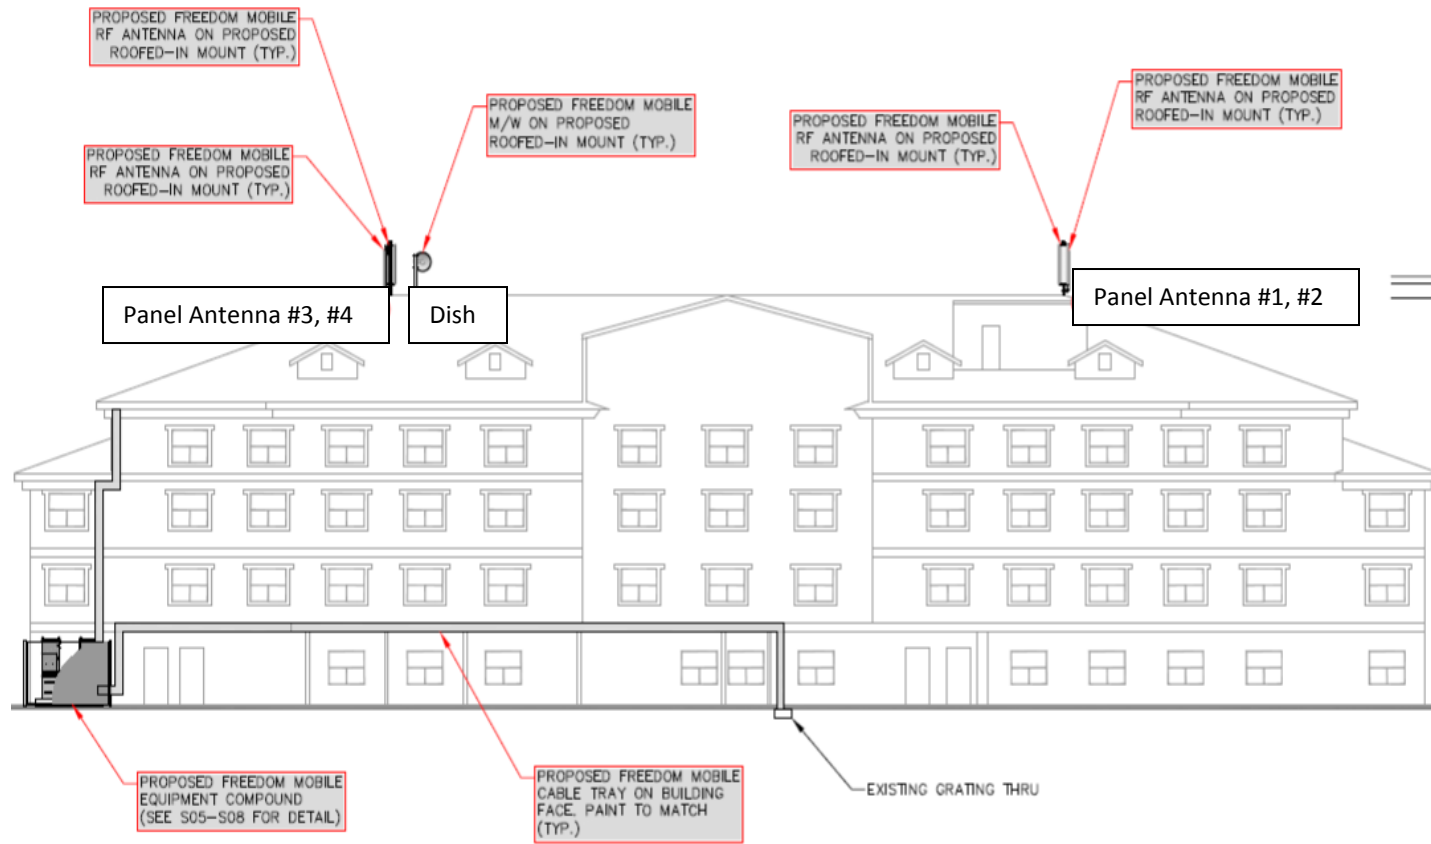 PROPOSED FREEDOM MOBILE
RF ANTENNA ON PROPOSED
ROOFED-IN MOUNT (TYP.)
PROPOSED FREEDOM MOBILE
M/W ON PROPOSED
ROOFED-IN MOUNT (TYP.)
PROPOSED FREEDOM MOBILE
RF ANTENNA ON PROPOSED
ROOFED-IN MOUNT (TYP.)
PROPOSED FREEDOM MOBILE
RF ANTENNA ON PROPOSED
ROOFED-IN MOUNT (TYP.)
PROPOSED FREEDOM MOBILE
RF ANTENNA ON PROPOSED
ROOFED-IN MOUNT (TYP.)
Panel Antenna #3, #4
Dish
Panel Antenna #1, #2
PROPOSED FREEDOM MOBILE
EQUIPMENT COMPOUND
(SEE S05-S08 FOR DETAIL)
PROPOSED FREEDOM MOBILE
CABLE TRAY ON BUILDING
FACE. PAINT TO MATCH
(TYP.)
EXISTING GRATING THRU